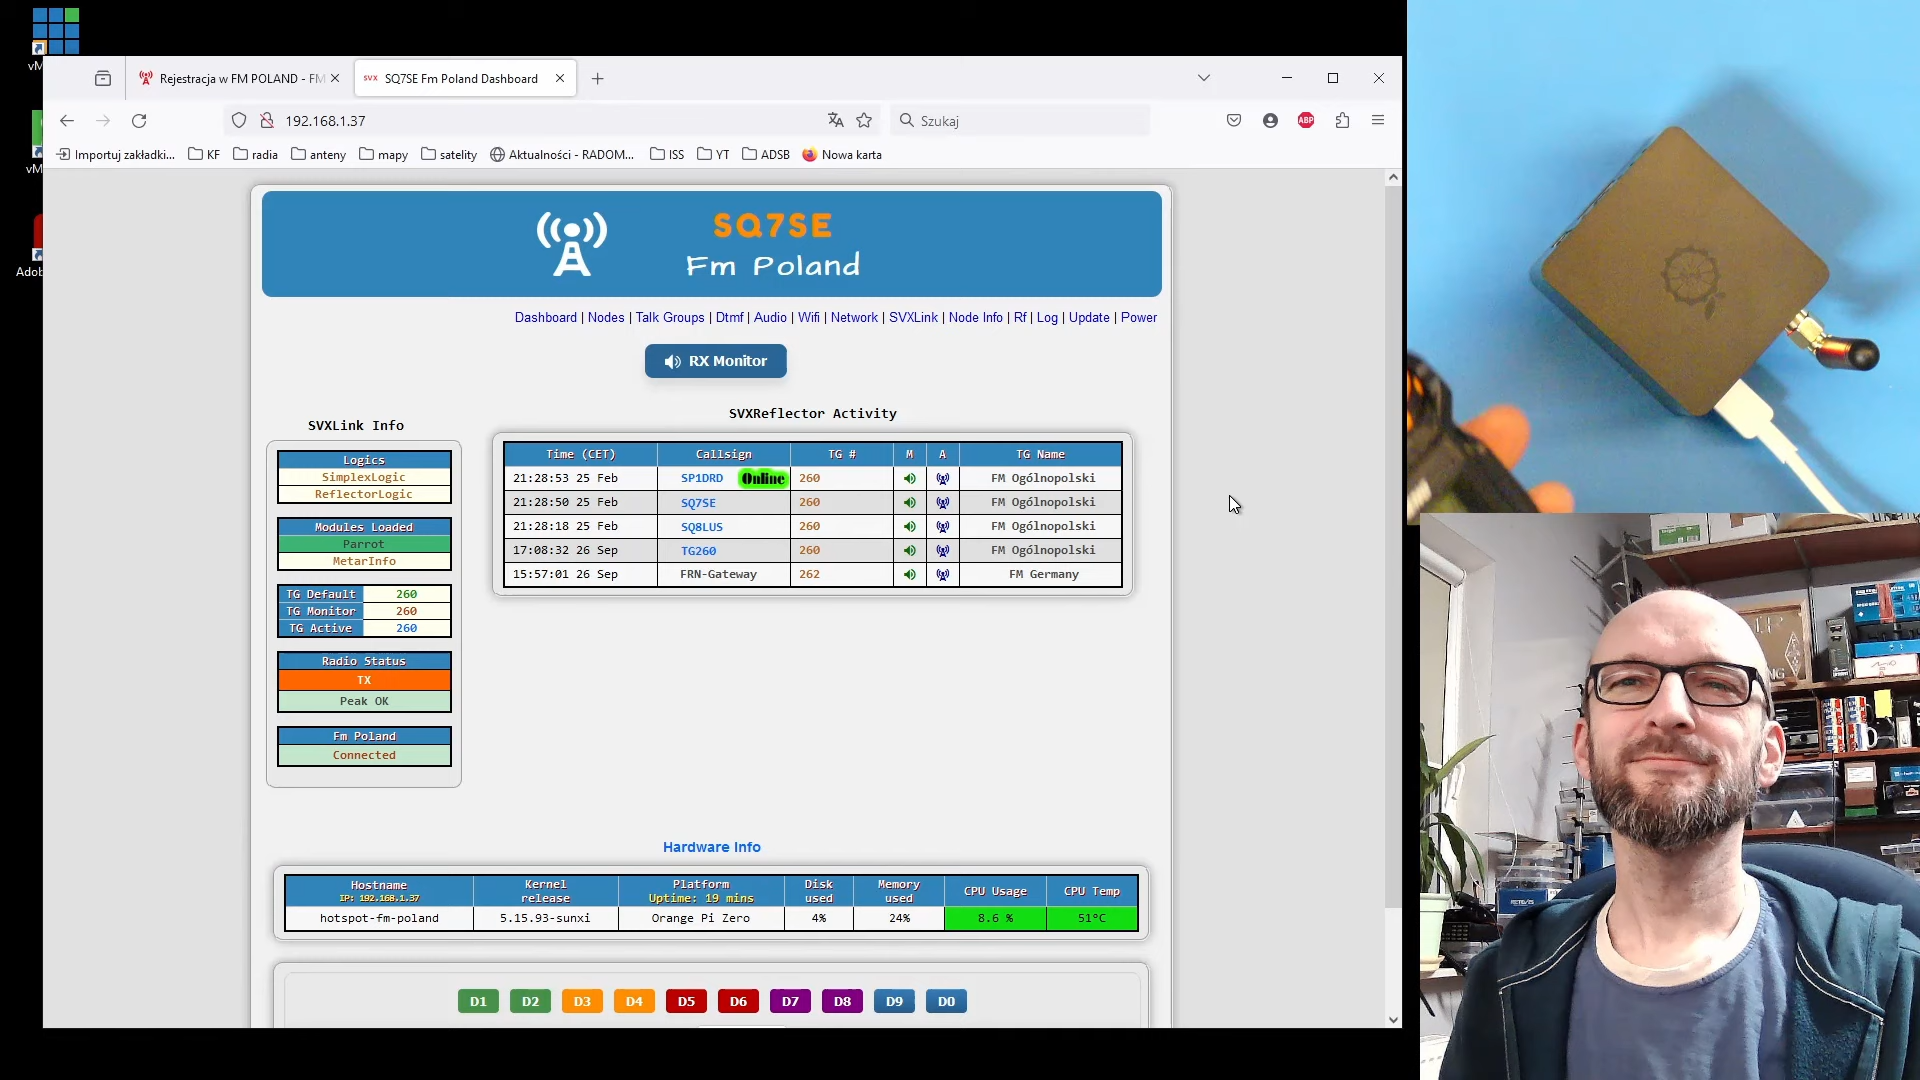 Rejestracja w FM POLAND - FM
SVX SQ7SE Fm Poland Dashboard
192.168.1.37
Szukaj
ABP
Importuj zakładki...
KF
radia
anteny
mapy
satelity
Aktualności - RADOM...
ISS
YT
ADSB
Nowa karta
vM
vM
Adob
SQ7SE
Fm Poland
Dashboard | Nodes | Talk Groups | Dtmf | Audio | Wifi | Network | SVXLink | Node Info | Rf | Log | Update | Power
RX Monitor
SVXLink Info
Logics
SimplexLogic
ReflectorLogic
Modules Loaded
Parrot
MetarInfo
TG Default 260
TG Monitor 260
TG Active 260
Radio Status
TX
Peak OK
Fm Poland
Connected
SVXReflector Activity
Time (CET) Callsign TG # M A TG Name
21:28:53 25 Feb SP1DRD Online 260 FM Ogólnopolski
21:28:50 25 Feb SQ7SE 260 FM Ogólnopolski
21:28:18 25 Feb SQ8LUS 260 FM Ogólnopolski
17:08:32 26 Sep TG260 260 FM Ogólnopolski
15:57:01 26 Sep FRN-Gateway 262 FM Germany
Hardware Info
Hostname
IP: 192.168.1.37
Kernel
release
Platform
Uptime: 19 mins
Disk
used
Memory
used
CPU Usage
CPU Temp
hotspot-fm-poland 5.15.93-sunxi Orange Pi Zero 4% 24% 8.6 % 51°C
D1 D2 D3 D4 D5 D6 D7 D8 D9 D0